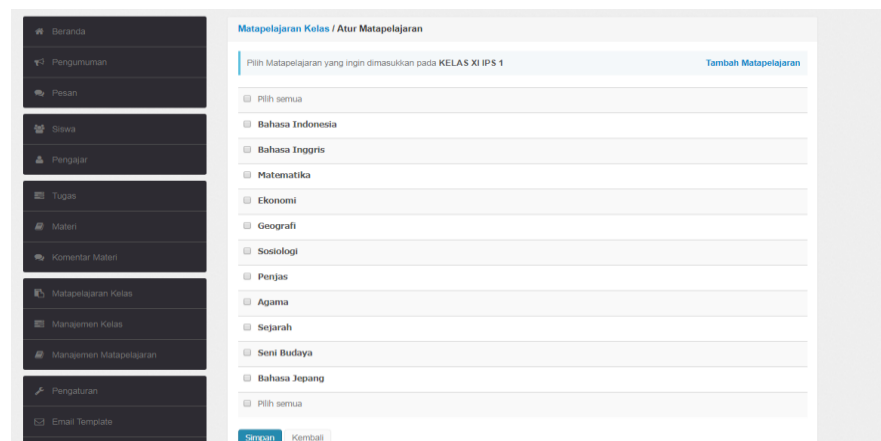 Beranda
Pengumuman
Pesan
Siswa
Pengajar
Tugas
Materi
Komentar Materi
Matapelajaran Kelas
Manajemen Kelas
Manajemen Matapelajaran
Pengaturan
Email Template
Matapelajaran Kelas / Atur Matapelajaran
Pilih Matapelajaran yang ingin dimasukkan pada KELAS XI IPS 1
Tambah Matapelajaran
Pilih semua
Bahasa Indonesia
Bahasa Inggris
Matematika
Ekonomi
Geografi
Sosiologi
Penjas
Agama
Sejarah
Seni Budaya
Bahasa Jepang
Pilih semua
Simpan Kembali